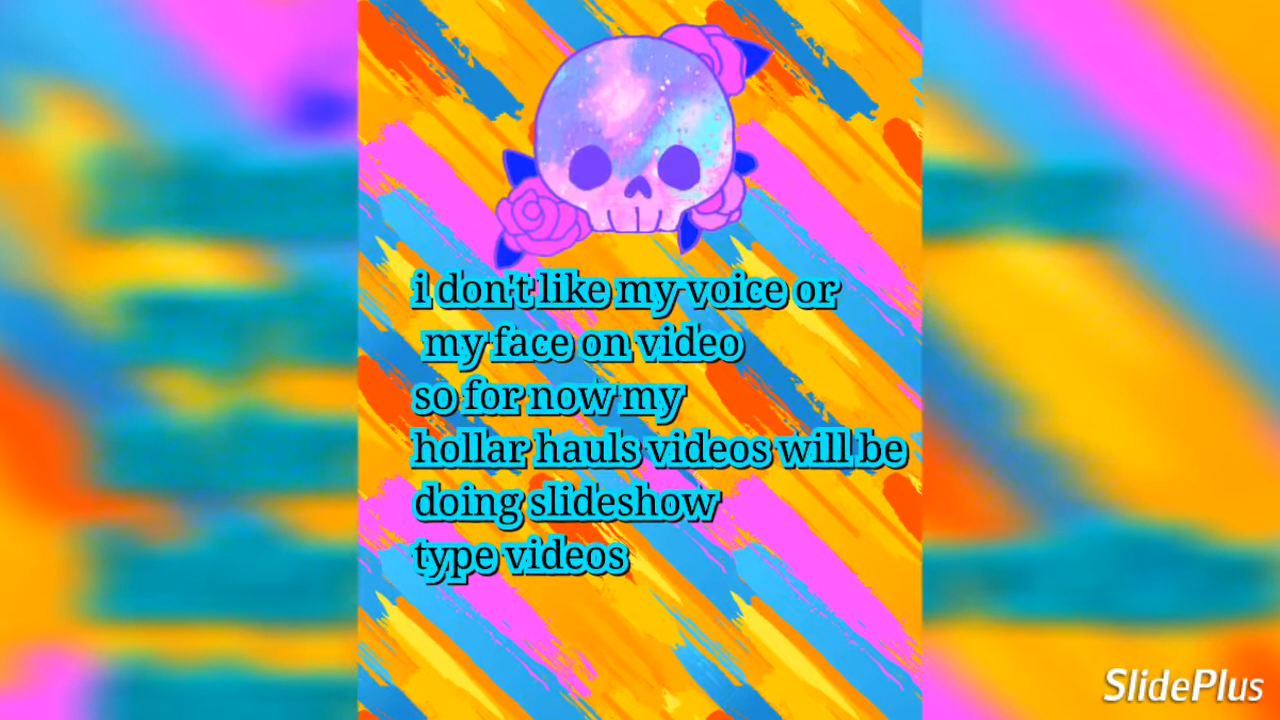 i don't like my voice or
my face on video
so for now my
hollar hauls videos will be
doing slideshow
type videos
SlidePlus